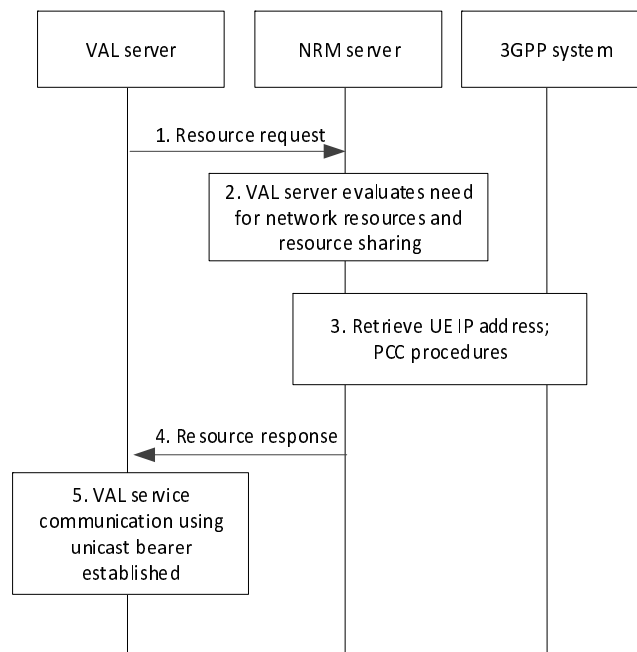 VAL server
NRM server
3GPP system
1. Resource request
2. VAL server evaluates need
for network resources and
resource sharing
3. Retrieve UE IP address;
PCC procedures
4. Resource response
5. VAL service
communication using
unicast bearer
established